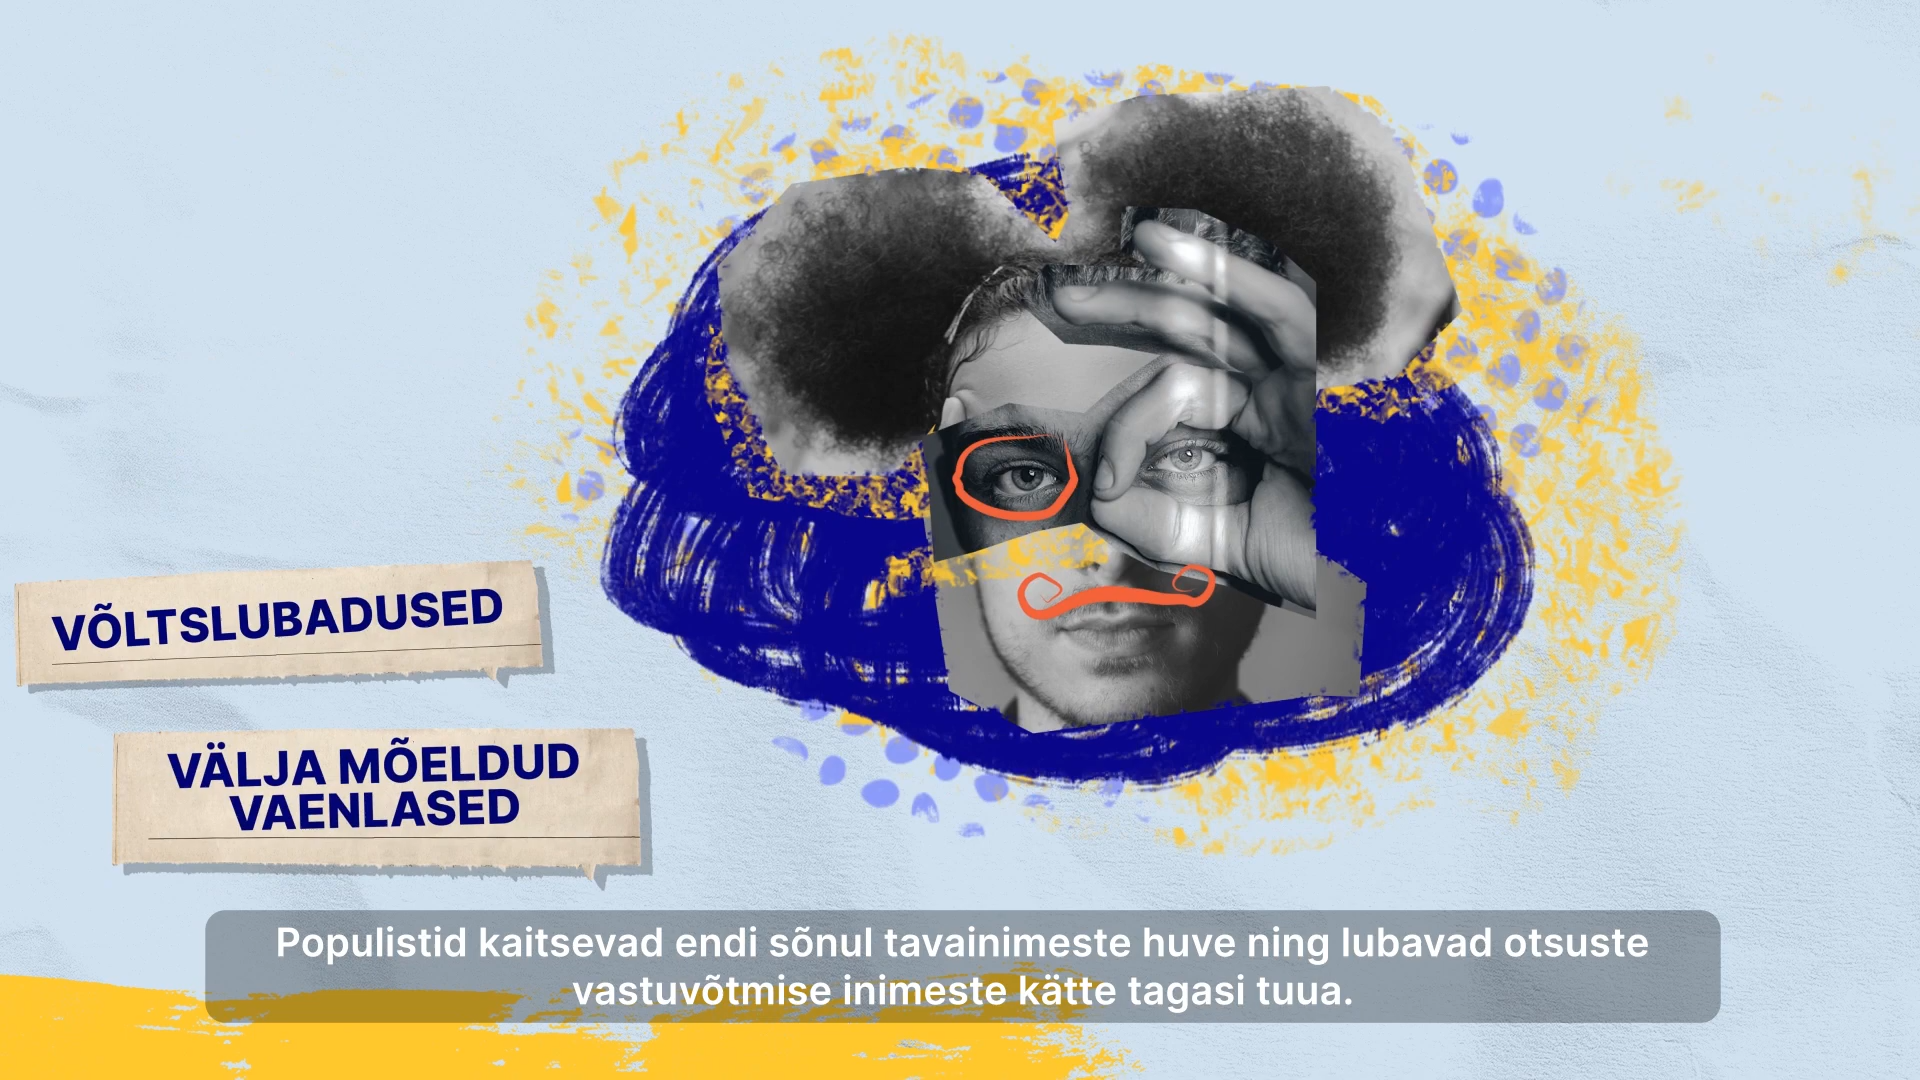 VÕLTSLUBADUSED
VÄLJA MÕELDUD
VAENLASED
Populistid kaitsevad endi sõnul tavainimeste huve ning lubavad otsuste
vastuvõtmise inimeste kätte tagasi tuua.